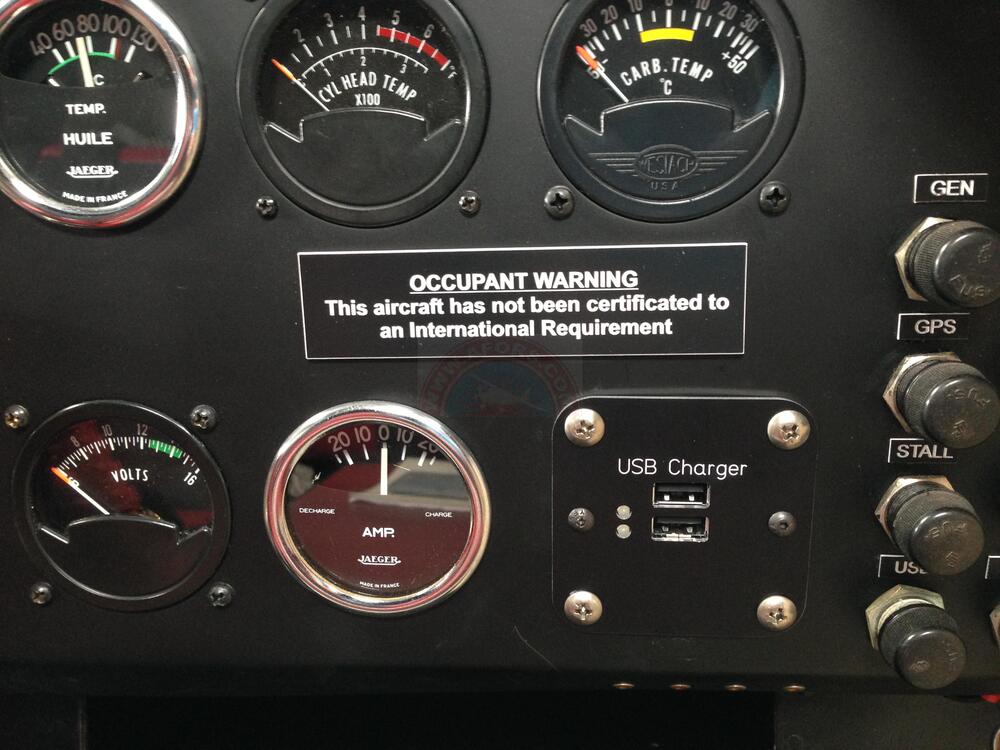 40 60 80 100 130
°C
TEMP.
HUILE
JAEGER
MADE IN FRANCE
2 3 4 5 6
°F
1 2 3
CYL HEAD TEMP
X100
30 20 10 0 10 20 30
+50
CARB. TEMP
°C
WESTACH
USA
GEN
OCCUPANT WARNING
This aircraft has not been certificated to
an International Requirement
GPS
FUSE
STALL
FUSE
8 12 16
VOLTS
20 10 0 10 20
DECHARGE CHARGE
AMP.
JAEGER
MADE IN FRANCE
USB Charger